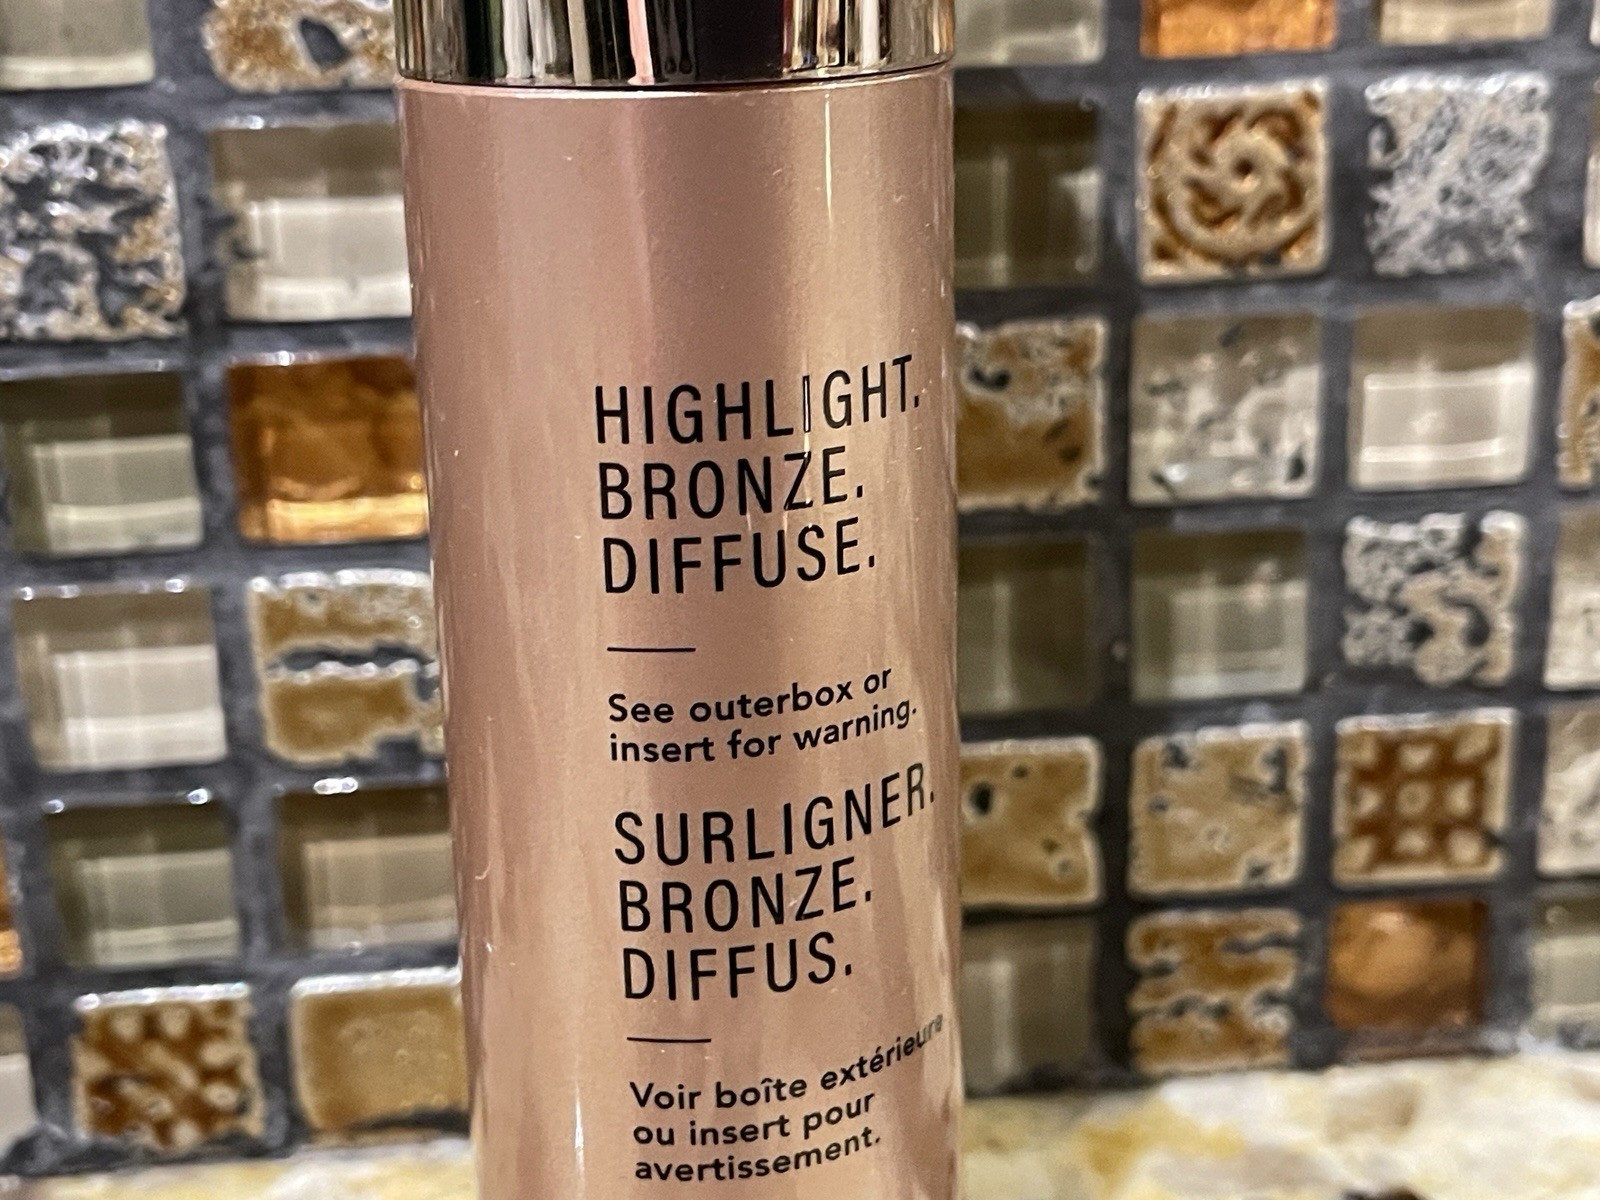 HIGHLIGHT.
BRONZE.
DIFFUSE.
See outerbox or
insert for warning.
SURLIGNER.
BRONZE.
DIFFUS.
Voir boîte extérieure
ou insert pour
avertissement.